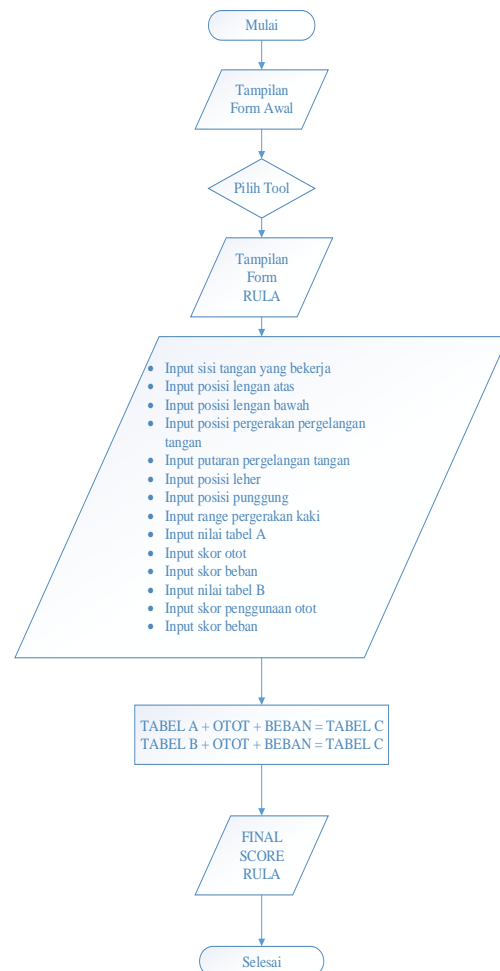 Mulai
Tampilan
Form Awal
Pilih Tool
Tampilan
Form
RULA
• Input sisi tangan yang bekerja
• Input posisi lengan atas
• Input posisi lengan bawah
• Input posisi pergerakan pergelangan
tangan
• Input putaran pergelangan tangan
• Input posisi leher
• Input posisi punggung
• Input range pergerakan kaki
• Input nilai tabel A
• Input skor otot
• Input skor beban
• Input nilai tabel B
• Input skor penggunaan otot
• Input skor beban
TABEL A + OTOT + BEBAN = TABEL C
TABEL B + OTOT + BEBAN = TABEL C
FINAL
SCORE
RULA
Selesai